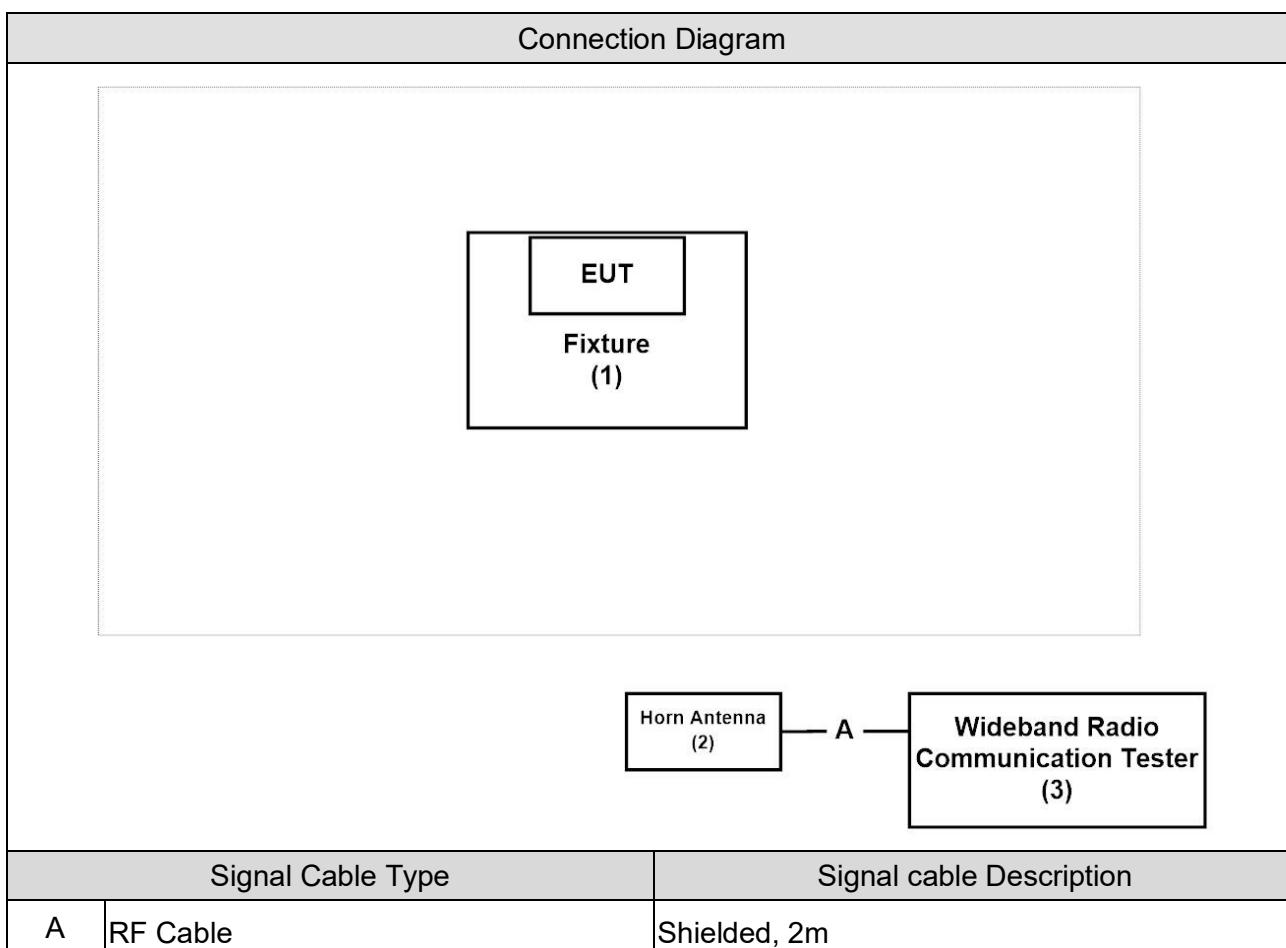 Connection Diagram
EUT
Fixture
(1)
Horn Antenna
(2)
A
Wideband Radio
Communication Tester
(3)
Signal Cable Type
Signal cable Description
A
RF Cable
Shielded, 2m